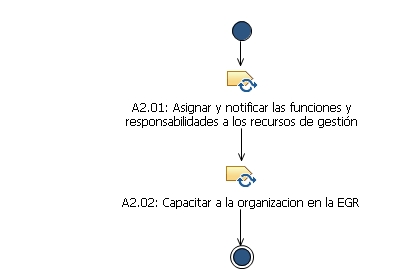 A2.01: Asignar y notificar las funciones y
responsabilidades a los recursos de gestión
A2.02: Capacitar a la organizacion en la EGR